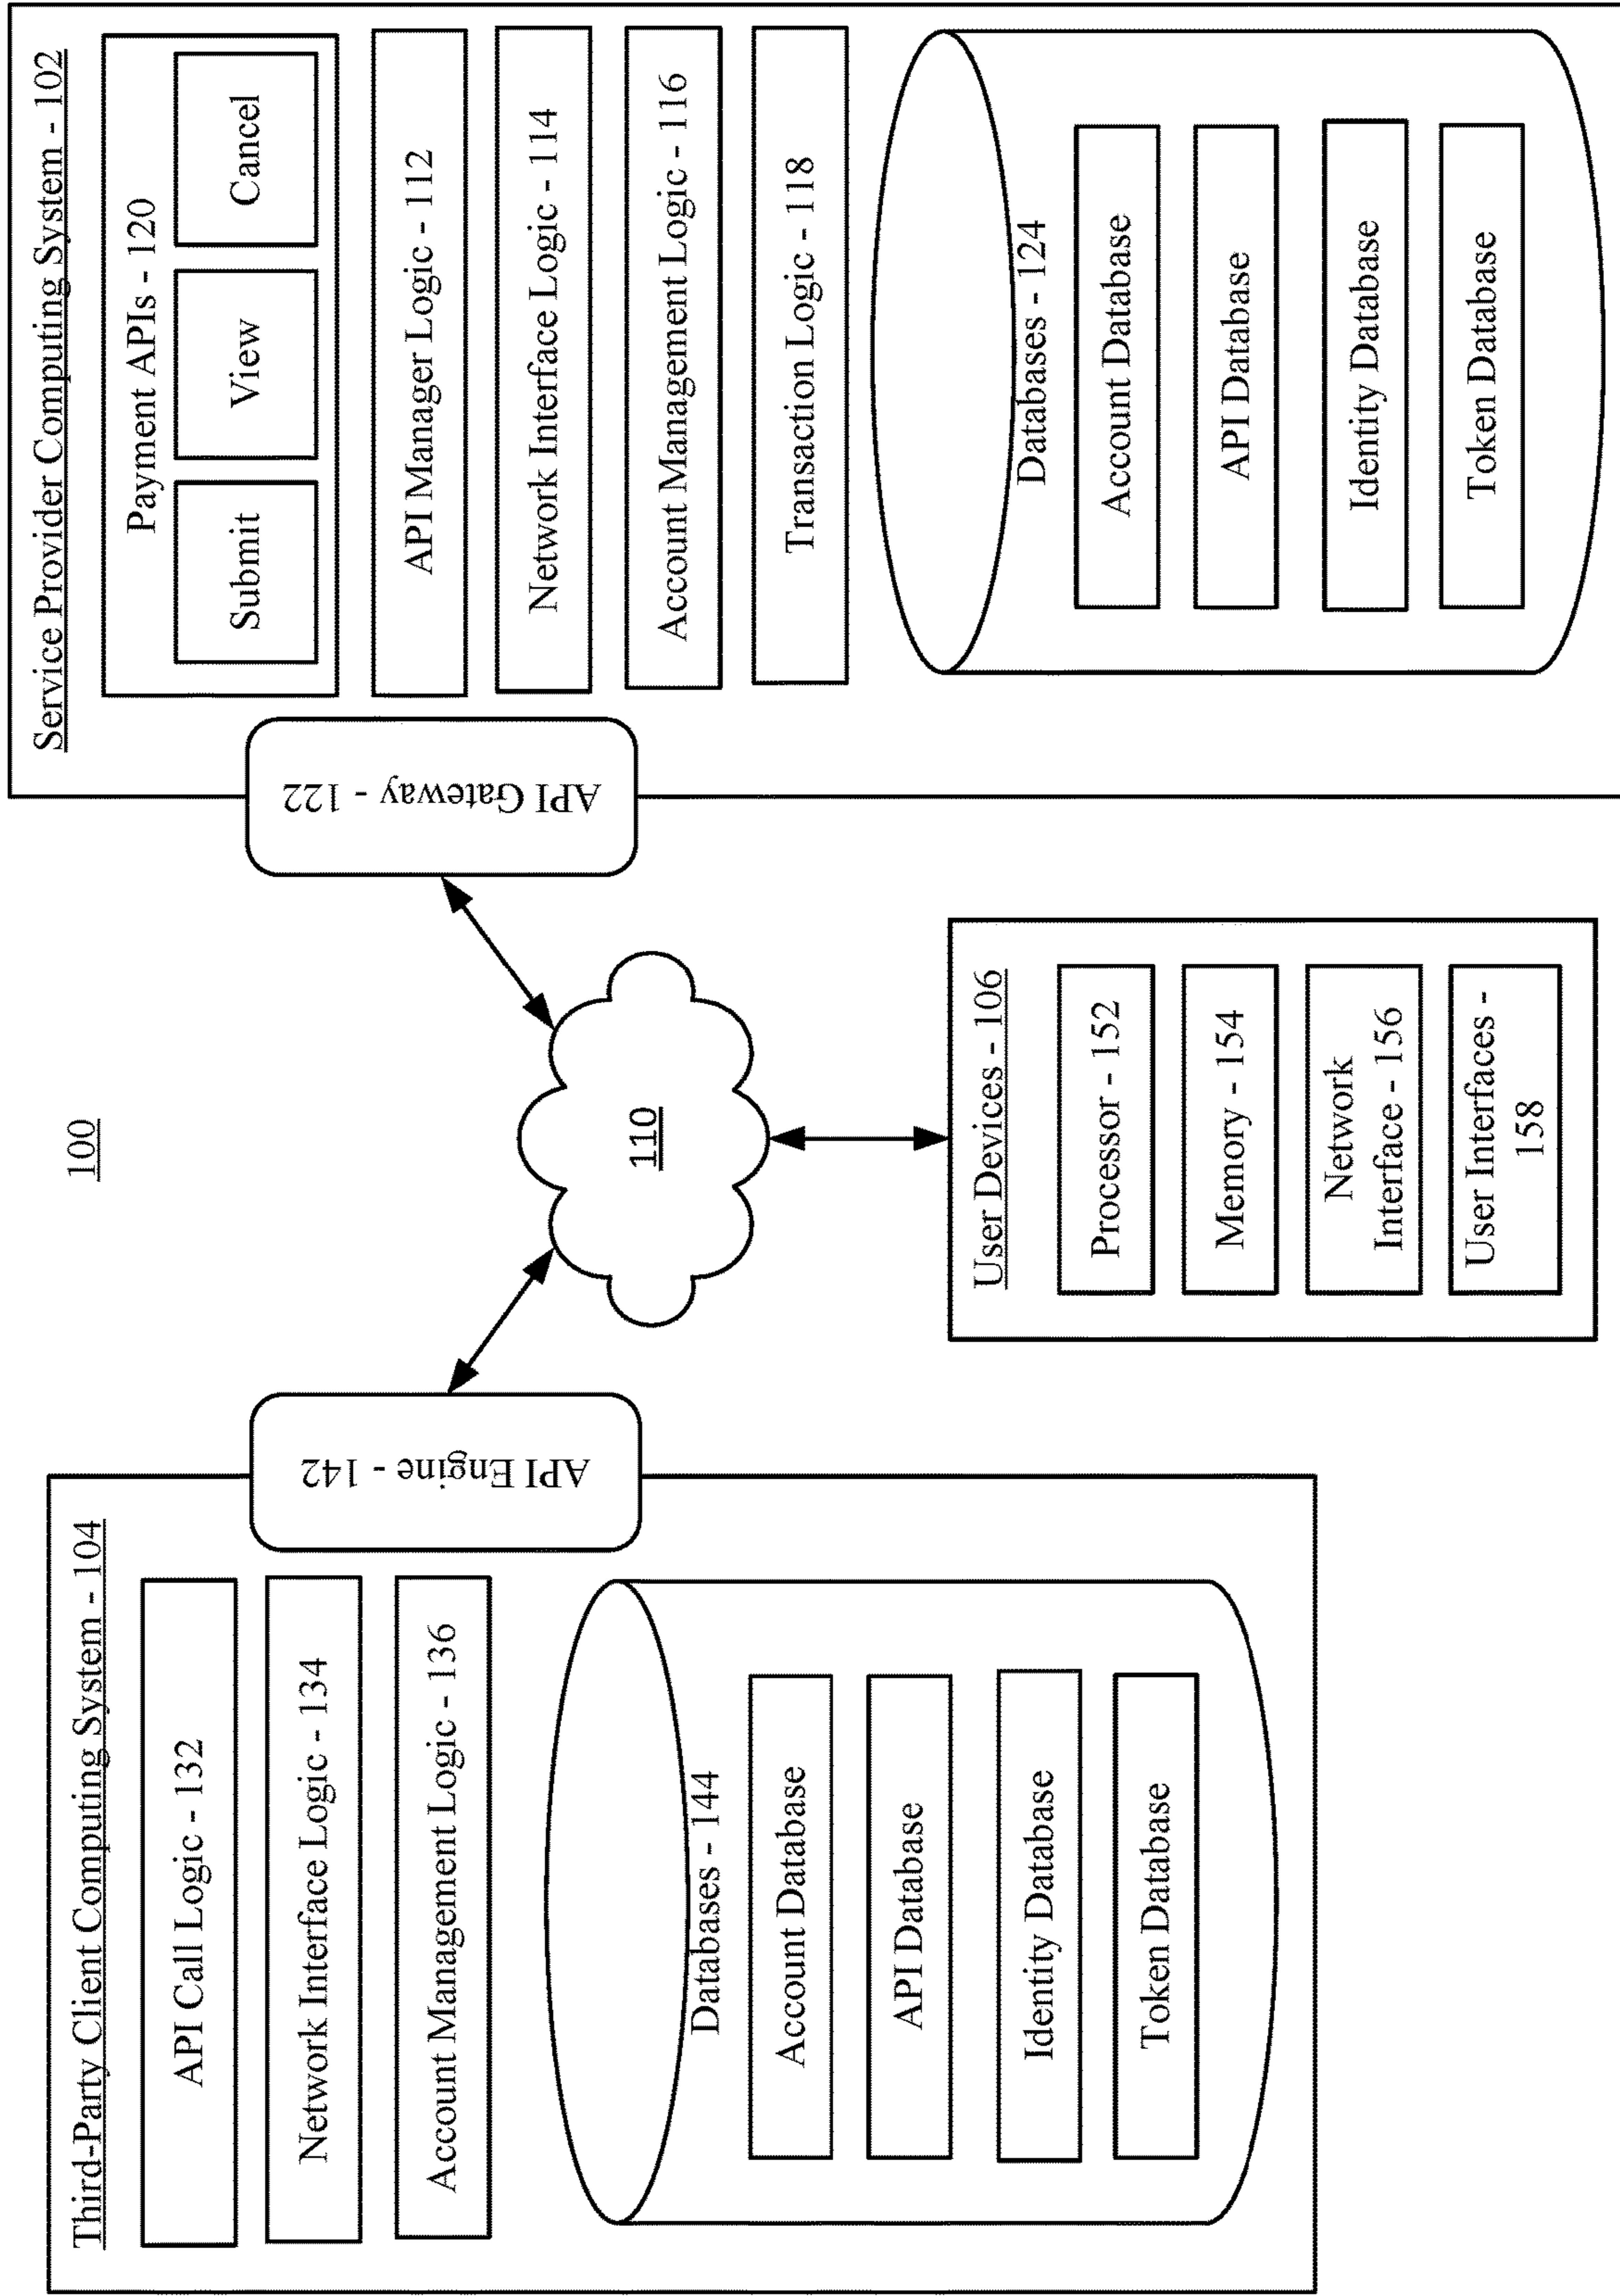 100
Third-Party Client Computing System - 104
API Call Logic - 132
Network Interface Logic - 134
Account Management Logic - 136
Databases - 144
Account Database
API Database
Identity Database
Token Database
API Engine - 142
110
User Devices - 106
Processor - 152
Memory - 154
Network
Interface - 156
User Interfaces -
158
API Gateway - 122
Service Provider Computing System - 102
Payment APIs - 120
Submit
View
Cancel
API Manager Logic - 112
Network Interface Logic - 114
Account Management Logic - 116
Transaction Logic - 118
Databases - 124
Account Database
API Database
Identity Database
Token Database